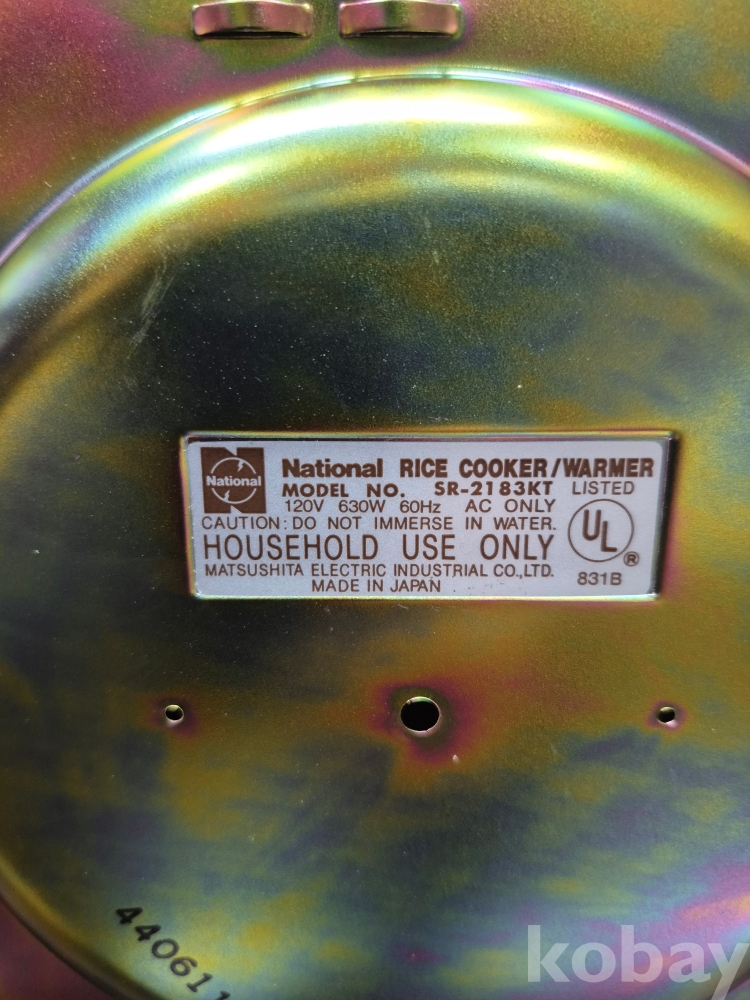 National
National RICE COOKER/WARMER
MODEL NO. SR-2183KT LISTED
120V 630W 60Hz AC ONLY
CAUTION: DO NOT IMMERSE IN WATER.
HOUSEHOLD USE ONLY
MATSUSHITA ELECTRIC INDUSTRIAL CO.,LTD.
MADE IN JAPAN
UL ®
831B
440611
kobay